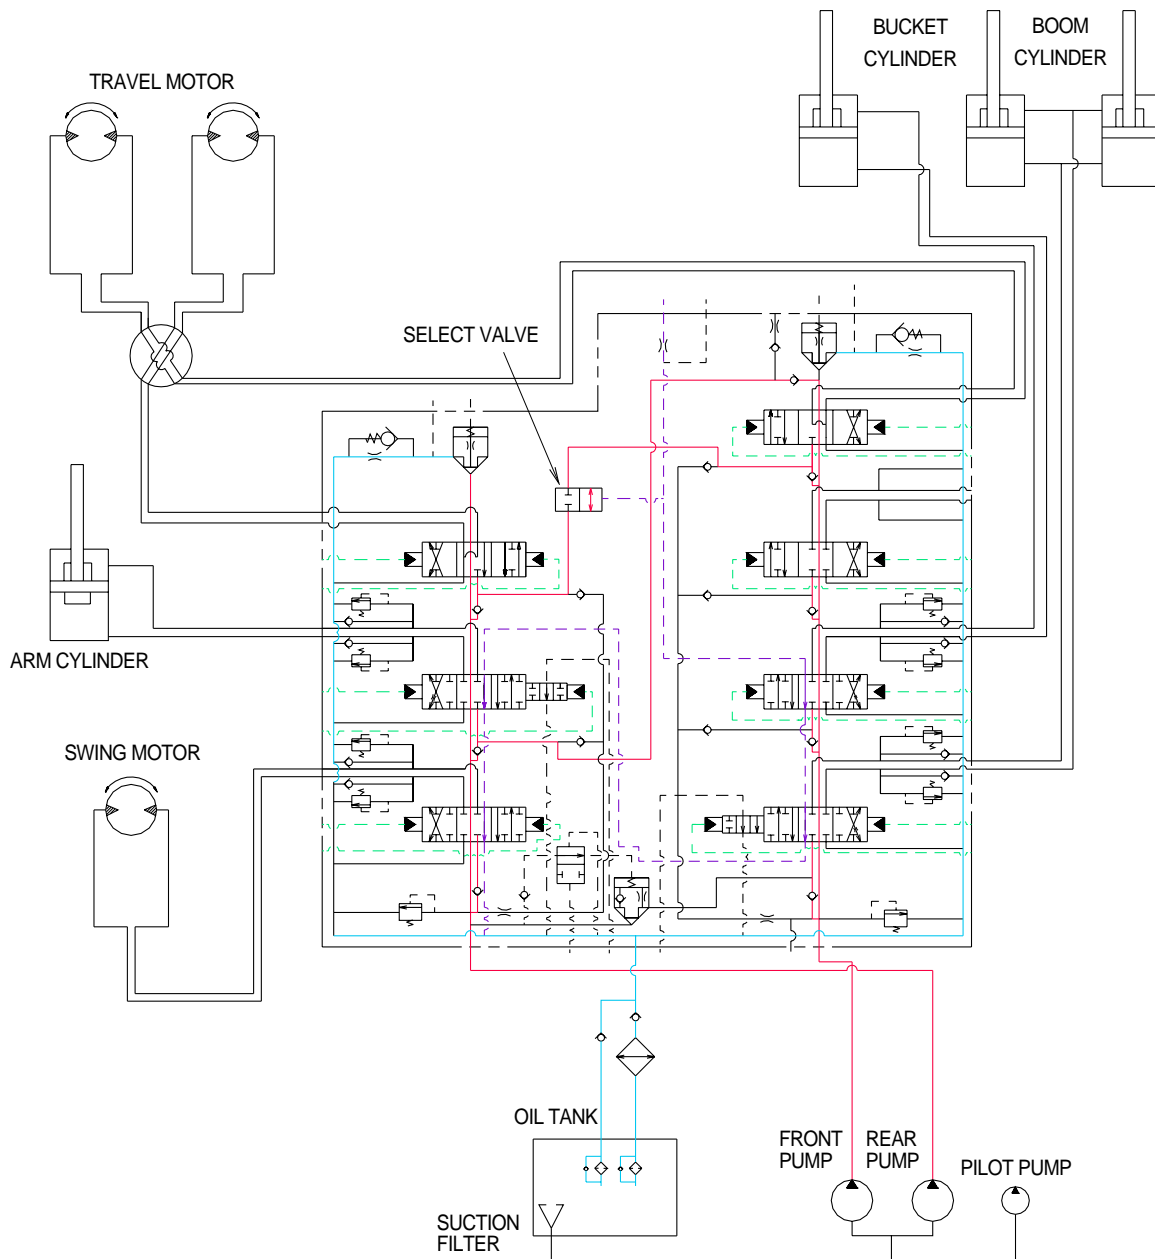 BUCKET
CYLINDER
BOOM
CYLINDER
TRAVEL MOTOR
SELECT VALVE
ARM CYLINDER
SWING MOTOR
OIL TANK
FRONT
PUMP
REAR
PUMP
PILOT PUMP
SUCTION
FILTER